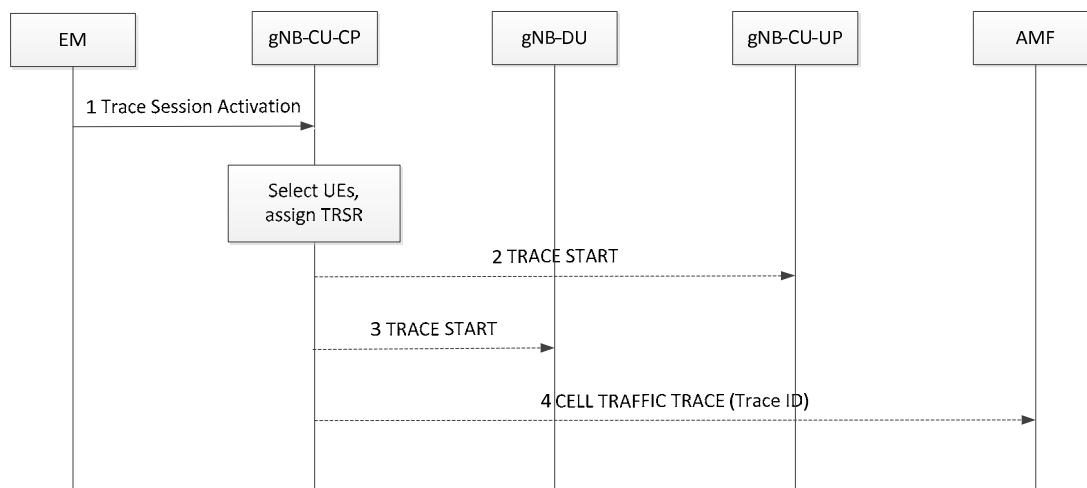 EM
gNB-CU-CP
gNB-DU
gNB-CU-UP
AMF
1 Trace Session Activation
Select UEs,
assign TRSR
2 TRACE START
3 TRACE START
4 CELL TRAFFIC TRACE (Trace ID)